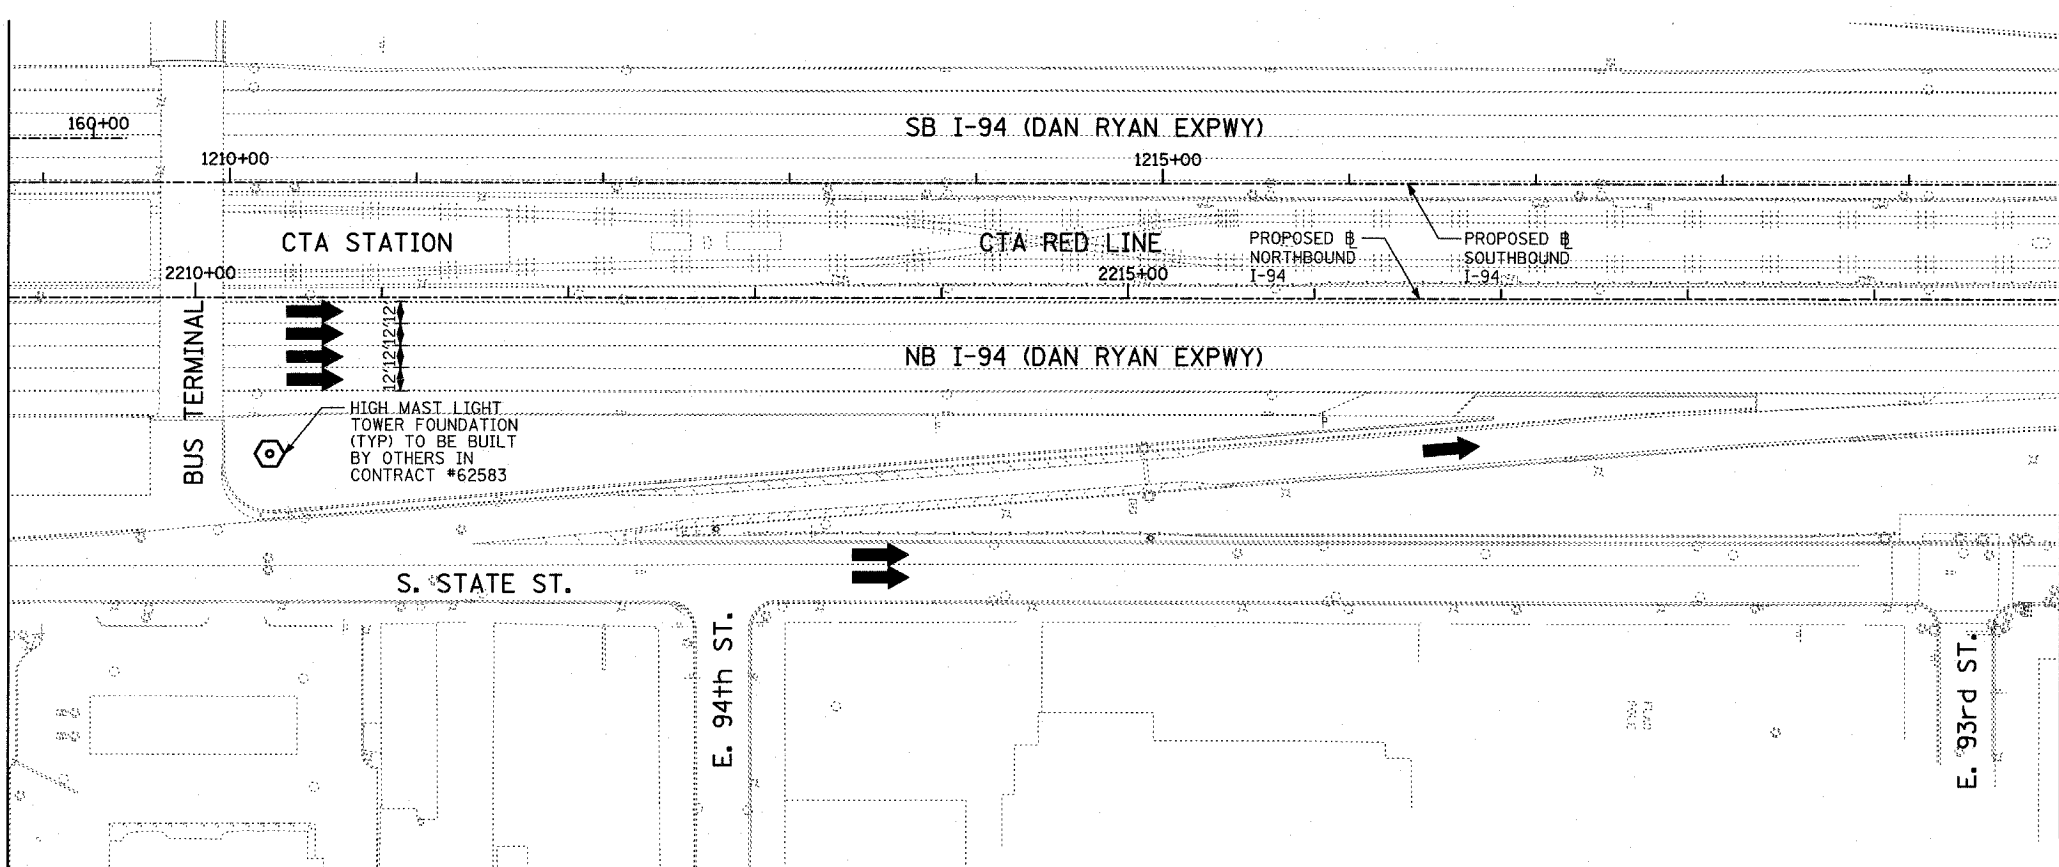 160+00
SB I-94 (DAN RYAN EXPWY)
1210+00
1215+00
CTA STATION
CTA RED LINE
PROPOSED ℄
NORTHBOUND
I-94
PROPOSED ℄
SOUTHBOUND
I-94
2210+00
2215+00
12'
12'
12'
12'
NB I-94 (DAN RYAN EXPWY)
BUS TERMINAL
HIGH MAST LIGHT
TOWER FOUNDATION
(TYP) TO BE BUILT
BY OTHERS IN
CONTRACT #62583
S. STATE ST.
E. 94th ST.
E. 93rd ST.